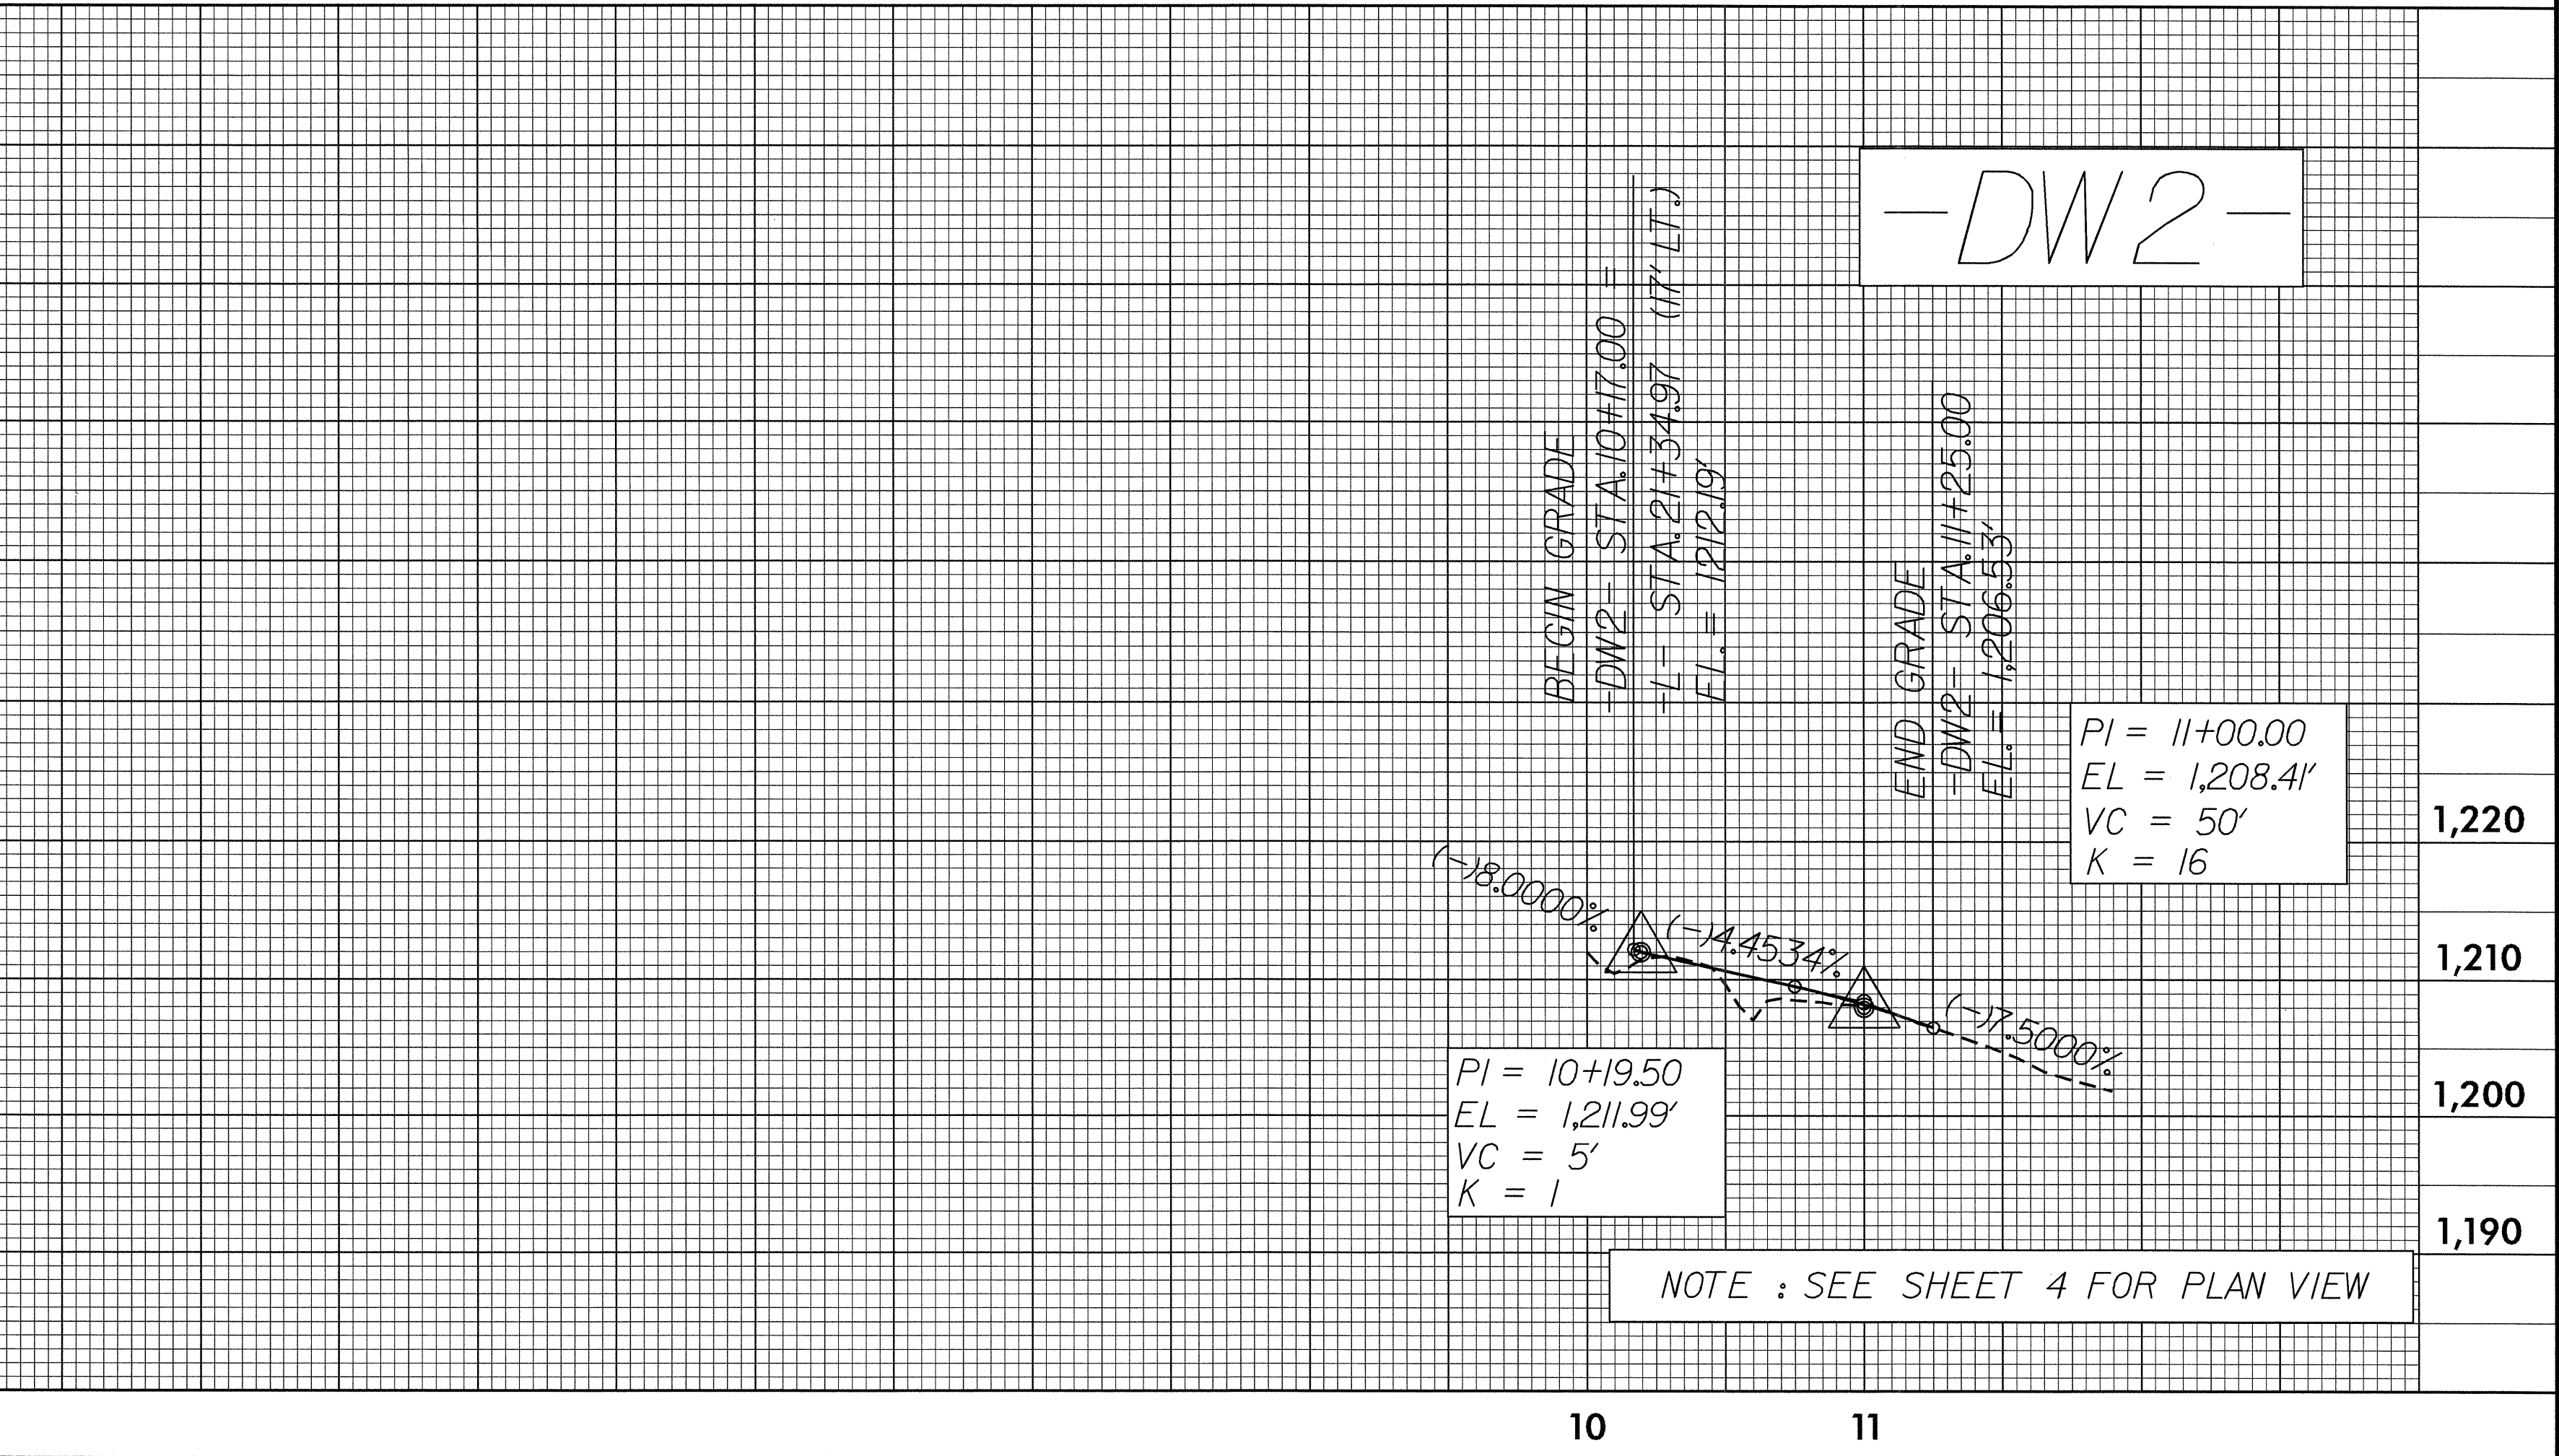 -DW2-
BEGIN GRADE
-DW2- STA.10+17.00 =
-L- STA.21+34.97 (17' LT.)
EL. = 1212.19'
END GRADE
-DW2- STA.11+25.00
EL. = 1,206.53'
PI = 11+00.00
EL = 1,208.41'
VC = 50'
K = 16
1,220
(-)8.0000%
(-)4.4534%
1,210
(-)7.5000%
PI = 10+19.50
EL = 1,211.99'
VC = 5'
K = 1
1,200
1,190
NOTE : SEE SHEET 4 FOR PLAN VIEW
10 11